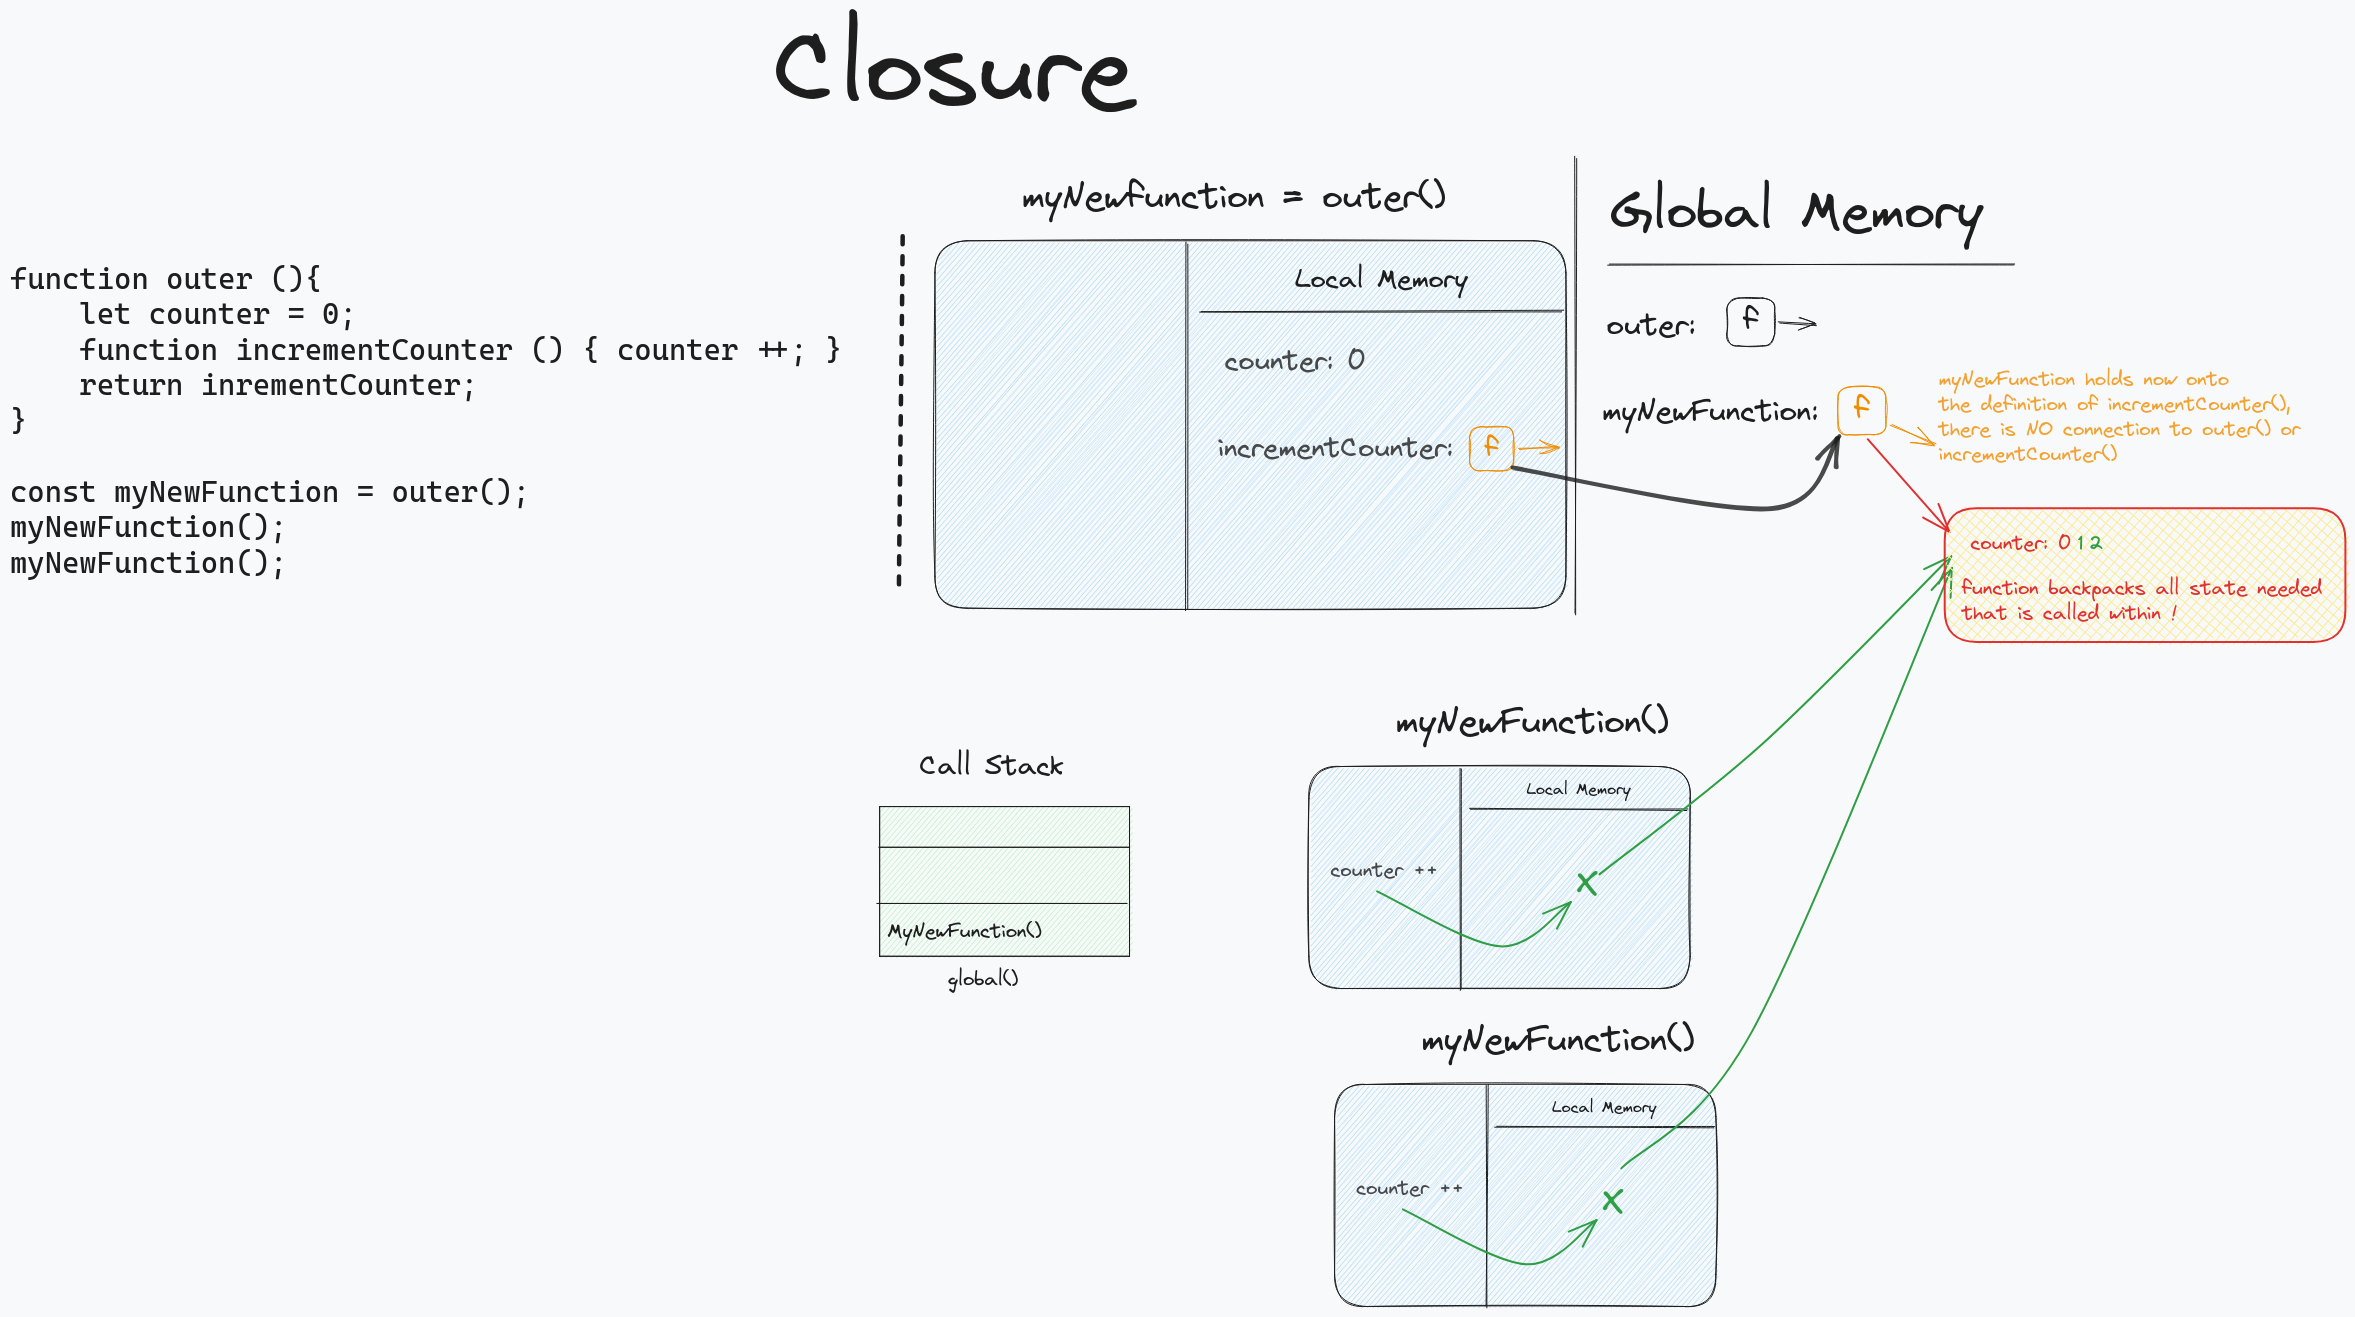 Closure
function outer (){
    let counter = 0;
    function incrementCounter () { counter ++; }
    return inrementCounter;
}
const myNewFunction = outer();
myNewFunction();
myNewFunction();
myNewfunction = outer()
Local Memory
counter: 0
incrementCounter: f
Global Memory
outer: f
myNewFunction: f
myNewFunction holds now onto
the definition of incrementCounter(),
there is NO connection to outer() or
incrementCounter()
counter: 0 1 2
function backpacks all state needed
that is called within !
Call Stack
MyNewFunction()
global()
myNewFunction()
Local Memory
counter ++
x
myNewFunction()
Local Memory
counter ++
x